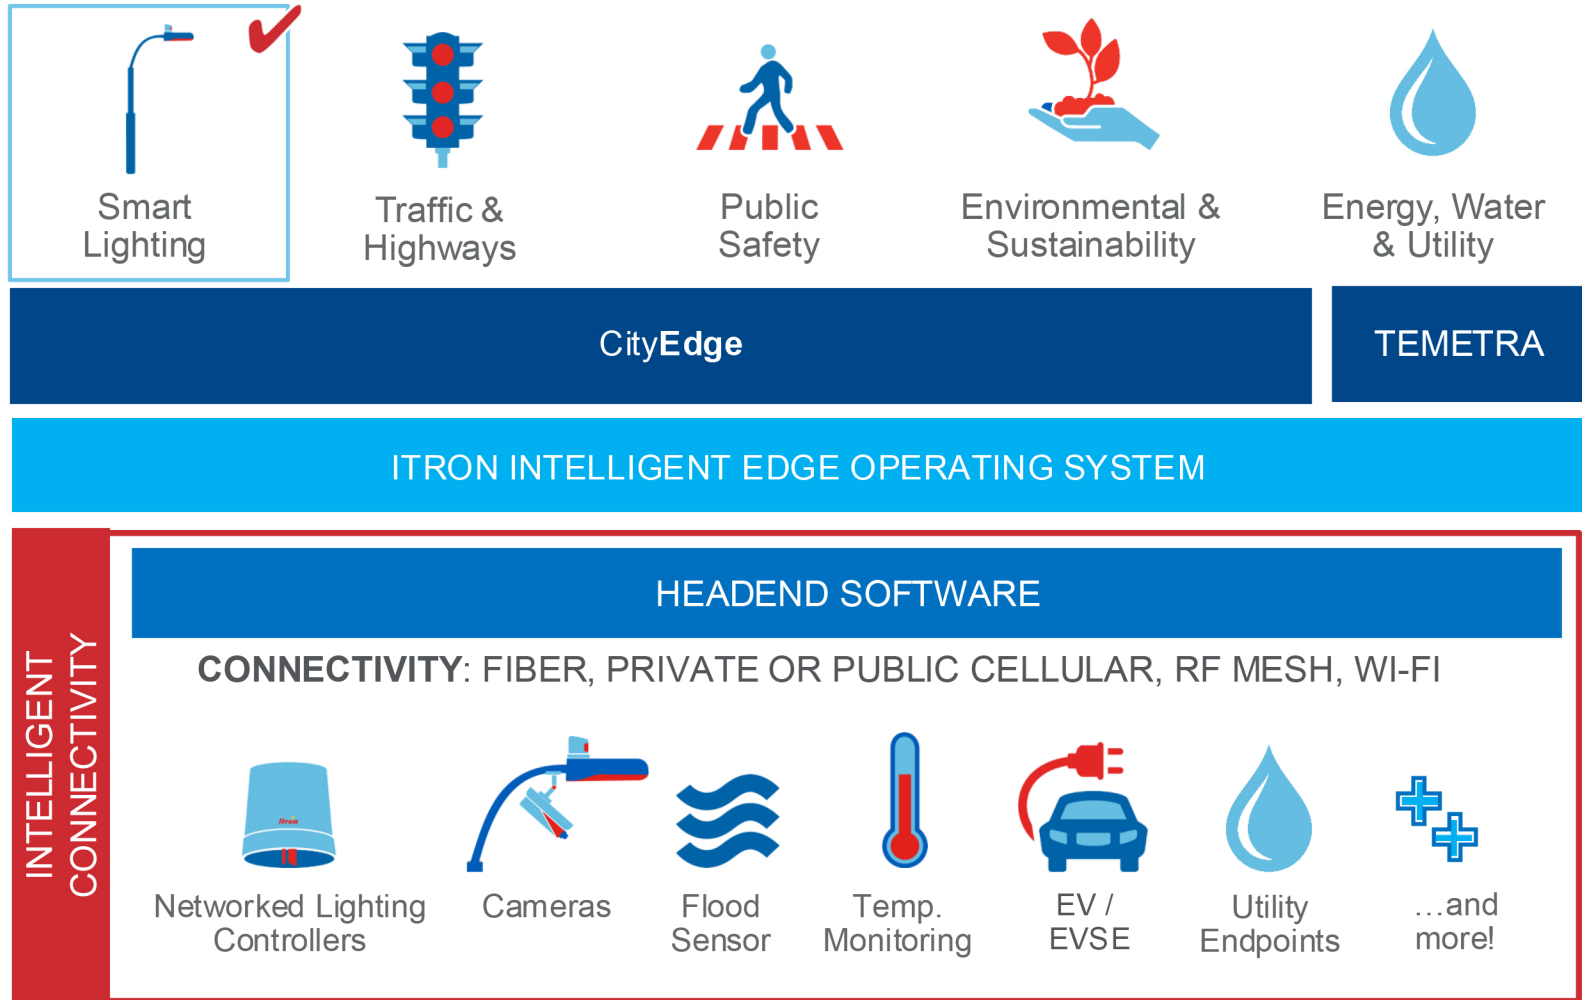 Smart
Lighting
Traffic &
Highways
Public
Safety
Environmental &
Sustainability
Energy, Water
& Utility
CityEdge
TEMETRA
ITRON INTELLIGENT EDGE OPERATING SYSTEM
INTELLIGENT
CONNECTIVITY
HEADEND SOFTWARE
CONNECTIVITY: FIBER, PRIVATE OR PUBLIC CELLULAR, RF MESH, WI-FI
Itron
Networked Lighting
Controllers
Cameras
Flood
Sensor
Temp.
Monitoring
EV /
EVSE
Utility
Endpoints
...and
more!